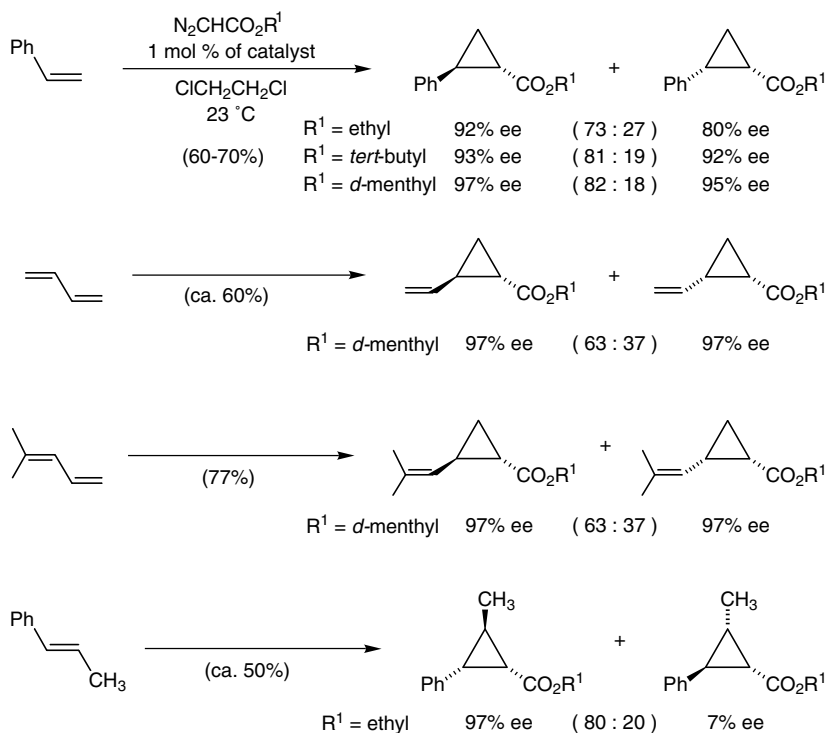 N₂CHCO₂R¹
1 mol % of catalyst
ClCH₂CH₂Cl
23 ˚C
(60-70%)
Ph
Ph CO₂R¹ + Ph CO₂R¹
R¹ = ethyl 92% ee ( 73 : 27 ) 80% ee
R¹ = tert-butyl 93% ee ( 81 : 19 ) 92% ee
R¹ = d-menthyl 97% ee ( 82 : 18 ) 95% ee
(ca. 60%)
CO₂R¹ + CO₂R¹
R¹ = d-menthyl 97% ee ( 63 : 37 ) 97% ee
(77%)
CO₂R¹ + CO₂R¹
R¹ = d-menthyl 97% ee ( 63 : 37 ) 97% ee
Ph CH₃
(ca. 50%)
CH₃ CH₃
Ph CO₂R¹ + Ph CO₂R¹
R¹ = ethyl 97% ee ( 80 : 20 ) 7% ee